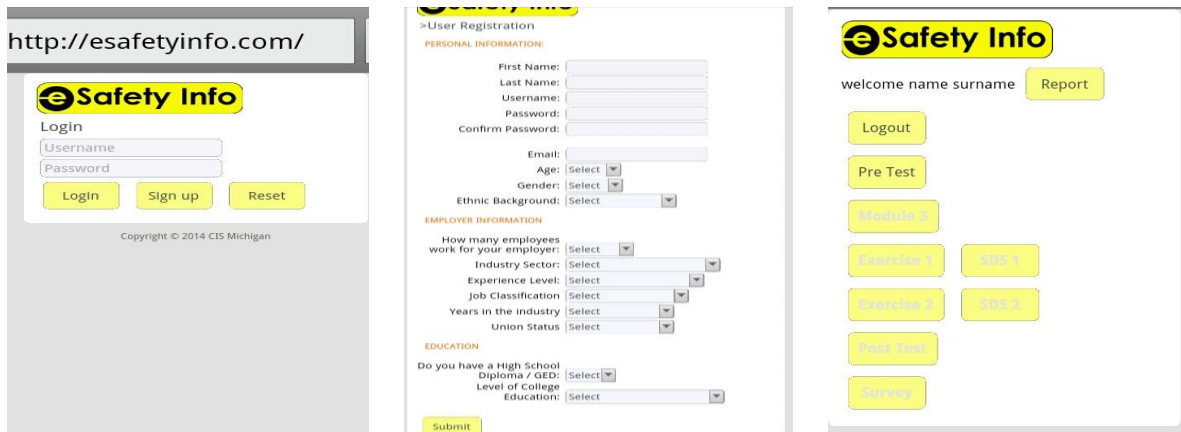 http://esafetyinfo.com/
eSafety Info
Login
Username
Password
Login Sign up Reset
Copyright © 2014 CIS Michigan
eSafety Info
>User Registration
PERSONAL INFORMATION:
First Name:
Last Name:
Username:
Password:
Confirm Password:
Email:
Age: Select
Gender: Select
Ethnic Background: Select
EMPLOYER INFORMATION
How many employees
work for your employer: Select
Industry Sector: Select
Experience Level: Select
Job Classification Select
Years in the industry Select
Union Status Select
EDUCATION
Do you have a High School
Diploma / GED: Select
Level of College
Education: Select
Submit
eSafety Info
welcome name surname Report
Logout
Pre Test
Module 3
Exercise 1 SDS 1
Exercise 2 SDS 2
Post Test
Survey